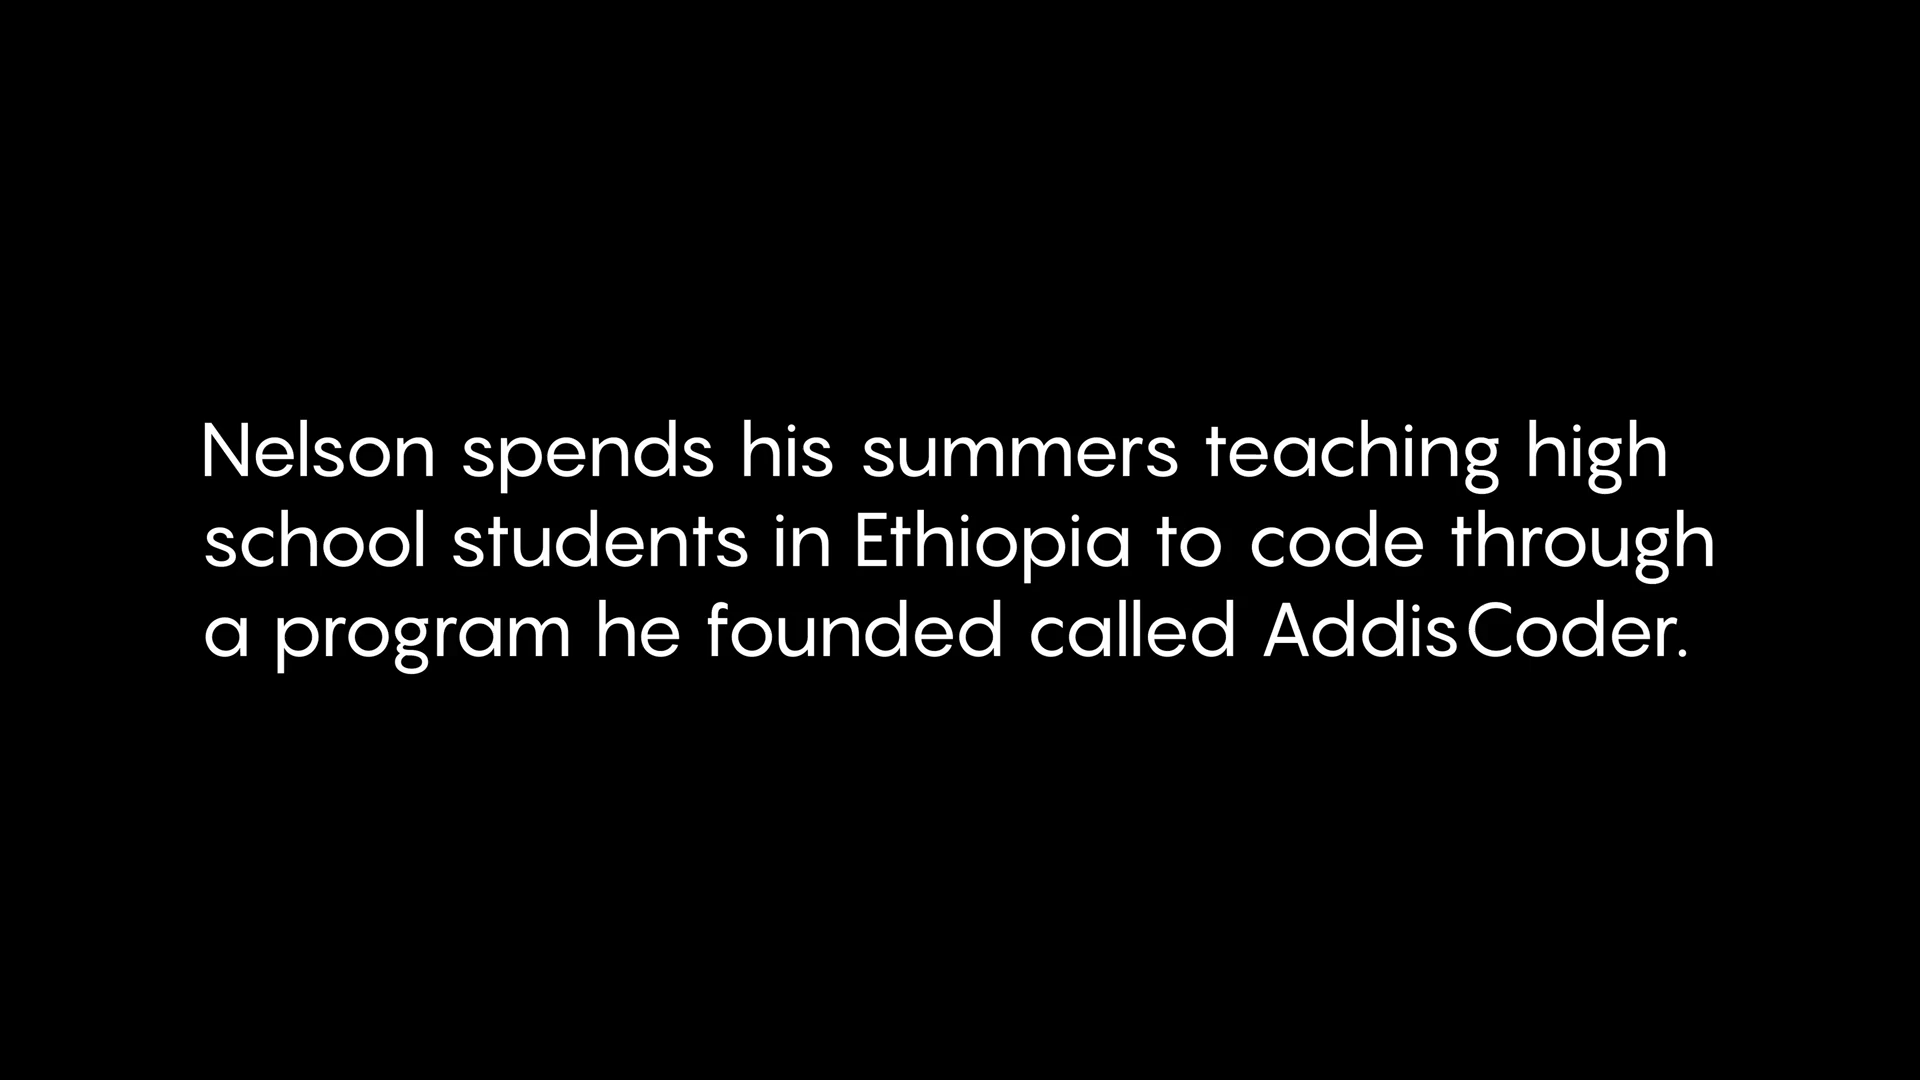 Nelson spends his summers teaching high
school students in Ethiopia to code through
a program he founded called AddisCoder.